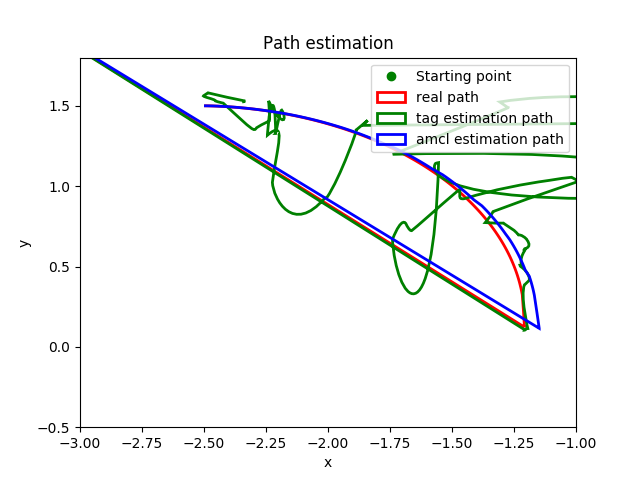 Path estimation
Starting point
real path
tag estimation path
amcl estimation path
1.5
1.0
0.5
0.0
−0.5
y
−3.00 −2.75 −2.50 −2.25 −2.00 −1.75 −1.50 −1.25 −1.00
x